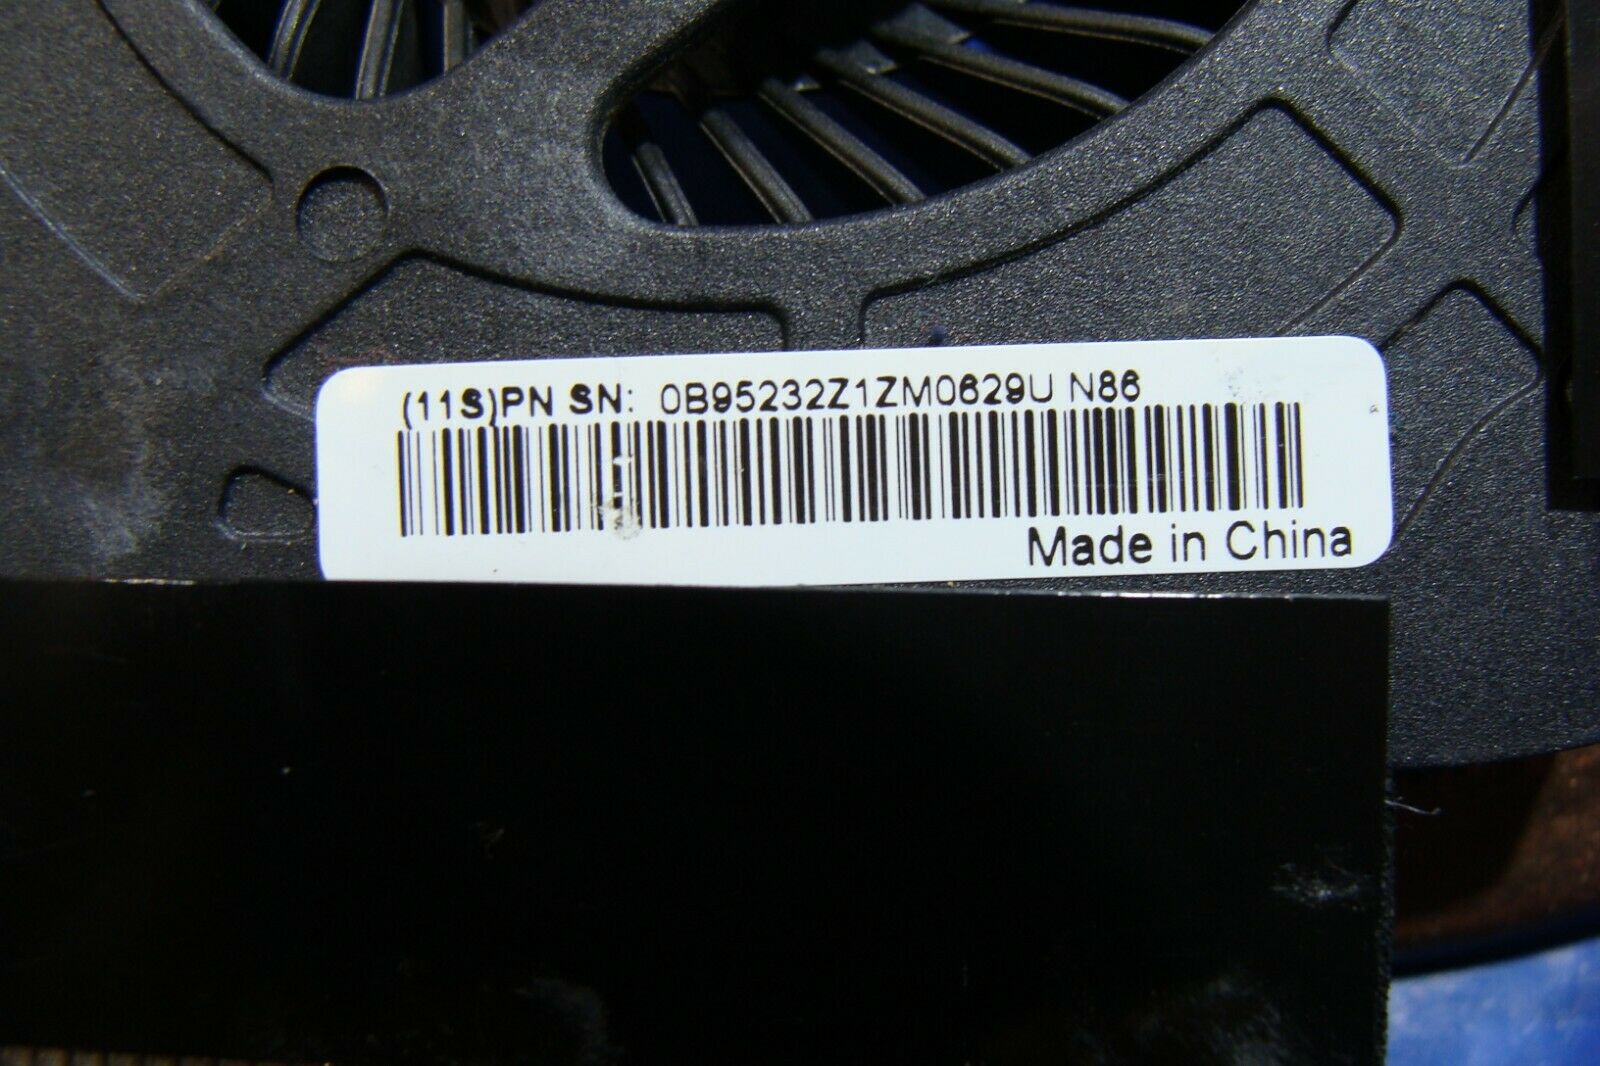 (11S)PN SN: 0B95232Z1ZM0629U N86
Made in China